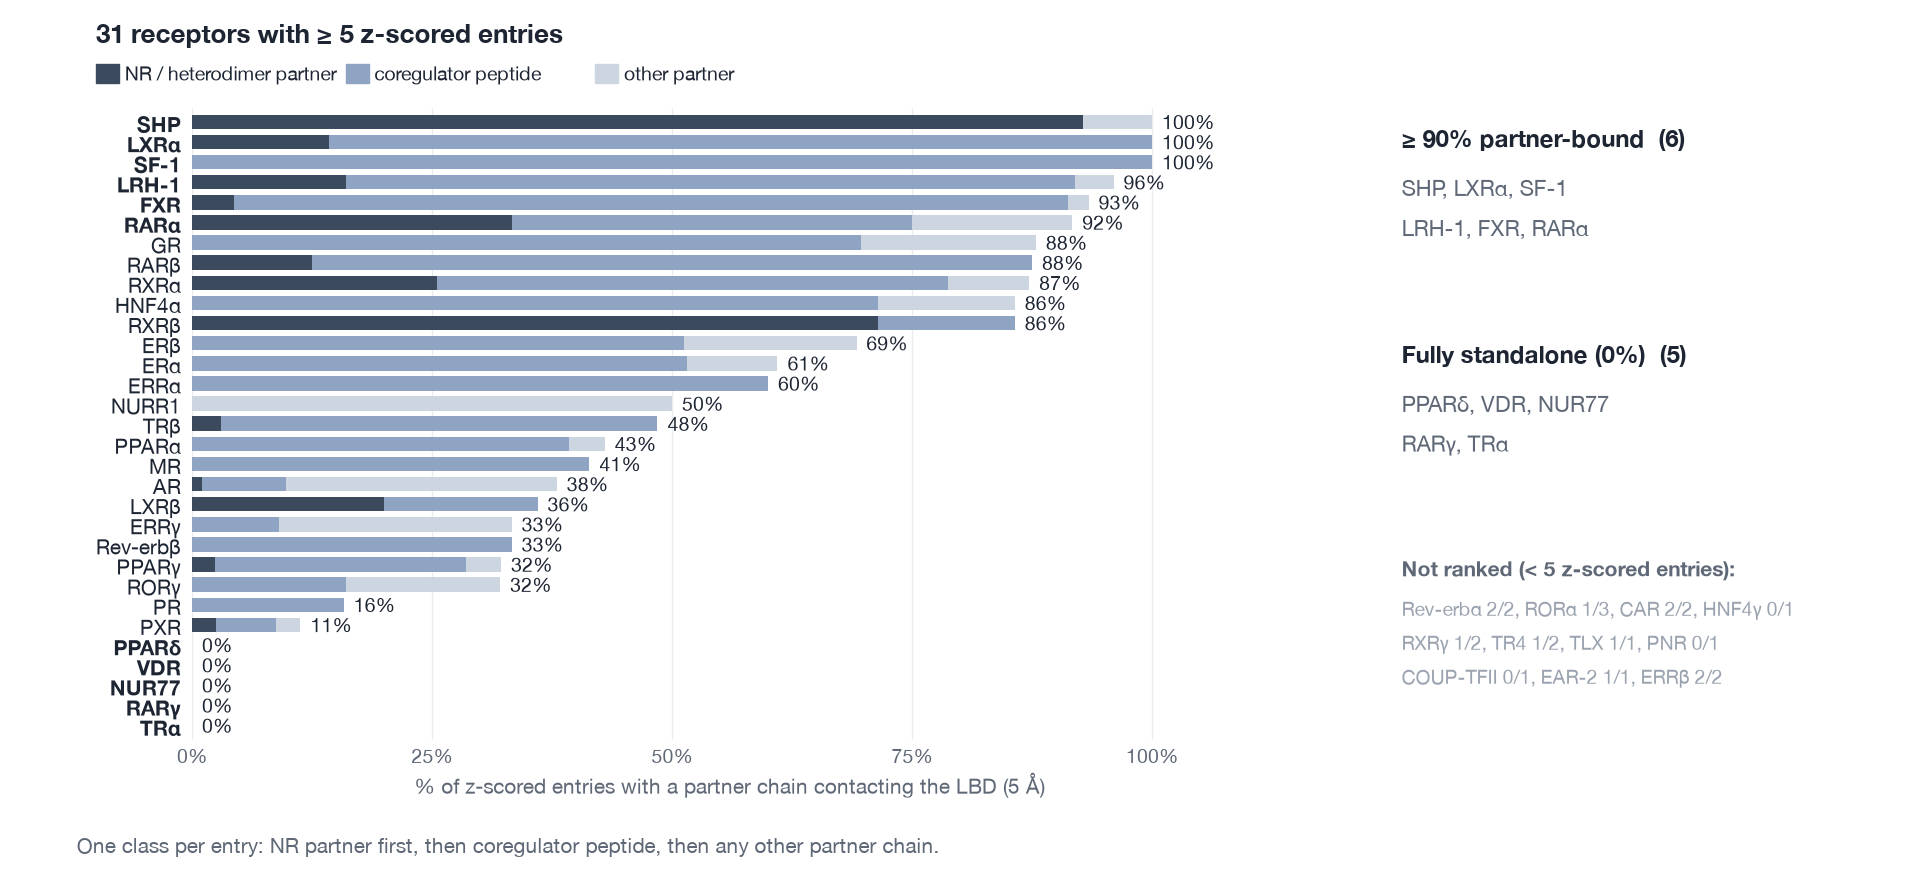 31 receptors with ≥ 5 z-scored entries
NR / heterodimer partner
coregulator peptide
other partner
SHP 100%
LXRα 100%
SF-1 100%
LRH-1 96%
FXR 93%
RARα 92%
GR 88%
RARβ 88%
RXRα 87%
HNF4α 86%
RXRβ 86%
ERβ 69%
ERα 61%
ERRα 60%
NURR1 50%
TRβ 48%
PPARα 43%
MR 41%
AR 38%
LXRβ 36%
ERRγ 33%
Rev-erbβ 33%
PPARγ 32%
RORγ 32%
PR 16%
PXR 11%
PPARδ 0%
VDR 0%
NUR77 0%
RARγ 0%
TRα 0%
0% 25% 50% 75% 100%
% of z-scored entries with a partner chain contacting the LBD (5 Å)
≥ 90% partner-bound (6)
SHP, LXRα, SF-1
LRH-1, FXR, RARα
Fully standalone (0%) (5)
PPARδ, VDR, NUR77
RARγ, TRα
Not ranked (< 5 z-scored entries):
Rev-erbα 2/2, RORα 1/3, CAR 2/2, HNF4γ 0/1
RXRγ 1/2, TR4 1/2, TLX 1/1, PNR 0/1
COUP-TFII 0/1, EAR-2 1/1, ERRβ 2/2
One class per entry: NR partner first, then coregulator peptide, then any other partner chain.